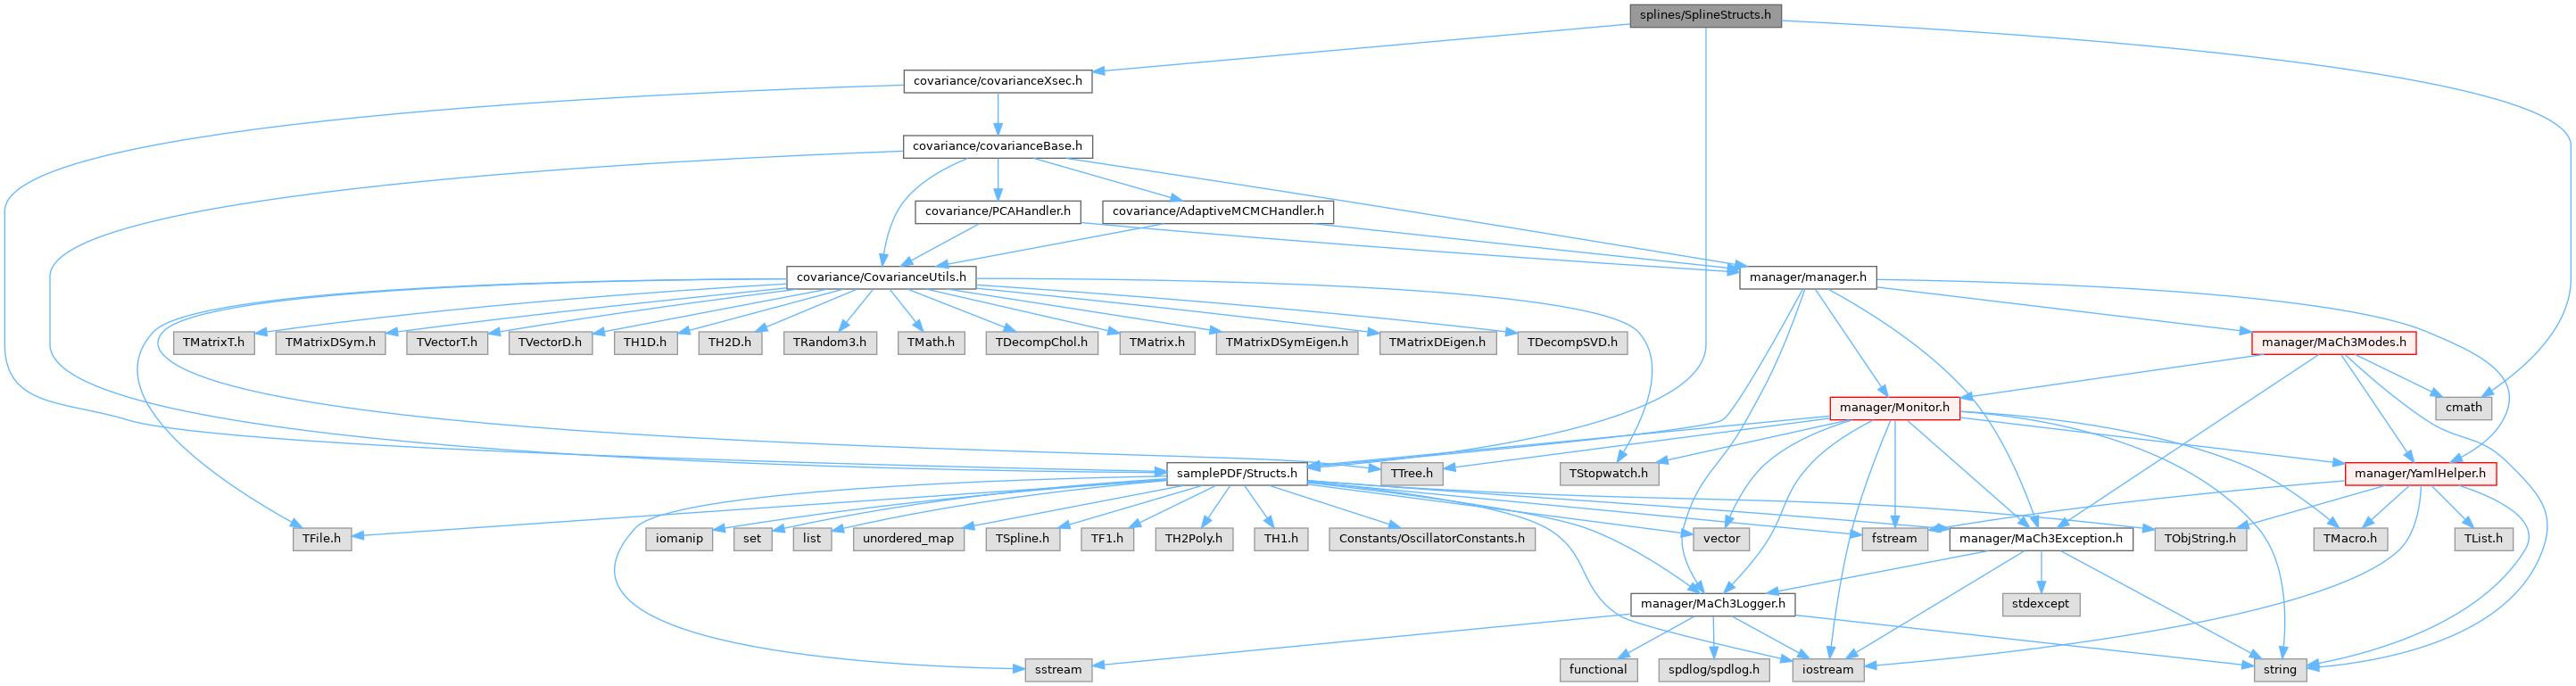 splines/SplineStructs.h
covariance/covarianceXsec.h
covariance/covarianceBase.h
covariance/PCAHandler.h
covariance/AdaptiveMCMCHandler.h
covariance/CovarianceUtils.h
manager/manager.h
TMatrixT.h
TMatrixDSym.h
TVectorT.h
TVectorD.h
TH1D.h
TH2D.h
TRandom3.h
TMath.h
TDecompChol.h
TMatrix.h
TMatrixDSymEigen.h
TMatrixDEigen.h
TDecompSVD.h
manager/MaCh3Modes.h
manager/Monitor.h
cmath
samplePDF/Structs.h
TTree.h
TStopwatch.h
manager/YamlHelper.h
TFile.h
iomanip
set
list
unordered_map
TSpline.h
TF1.h
TH2Poly.h
TH1.h
Constants/OscillatorConstants.h
vector
fstream
manager/MaCh3Exception.h
TObjString.h
TMacro.h
TList.h
manager/MaCh3Logger.h
stdexcept
sstream
functional
spdlog/spdlog.h
iostream
string